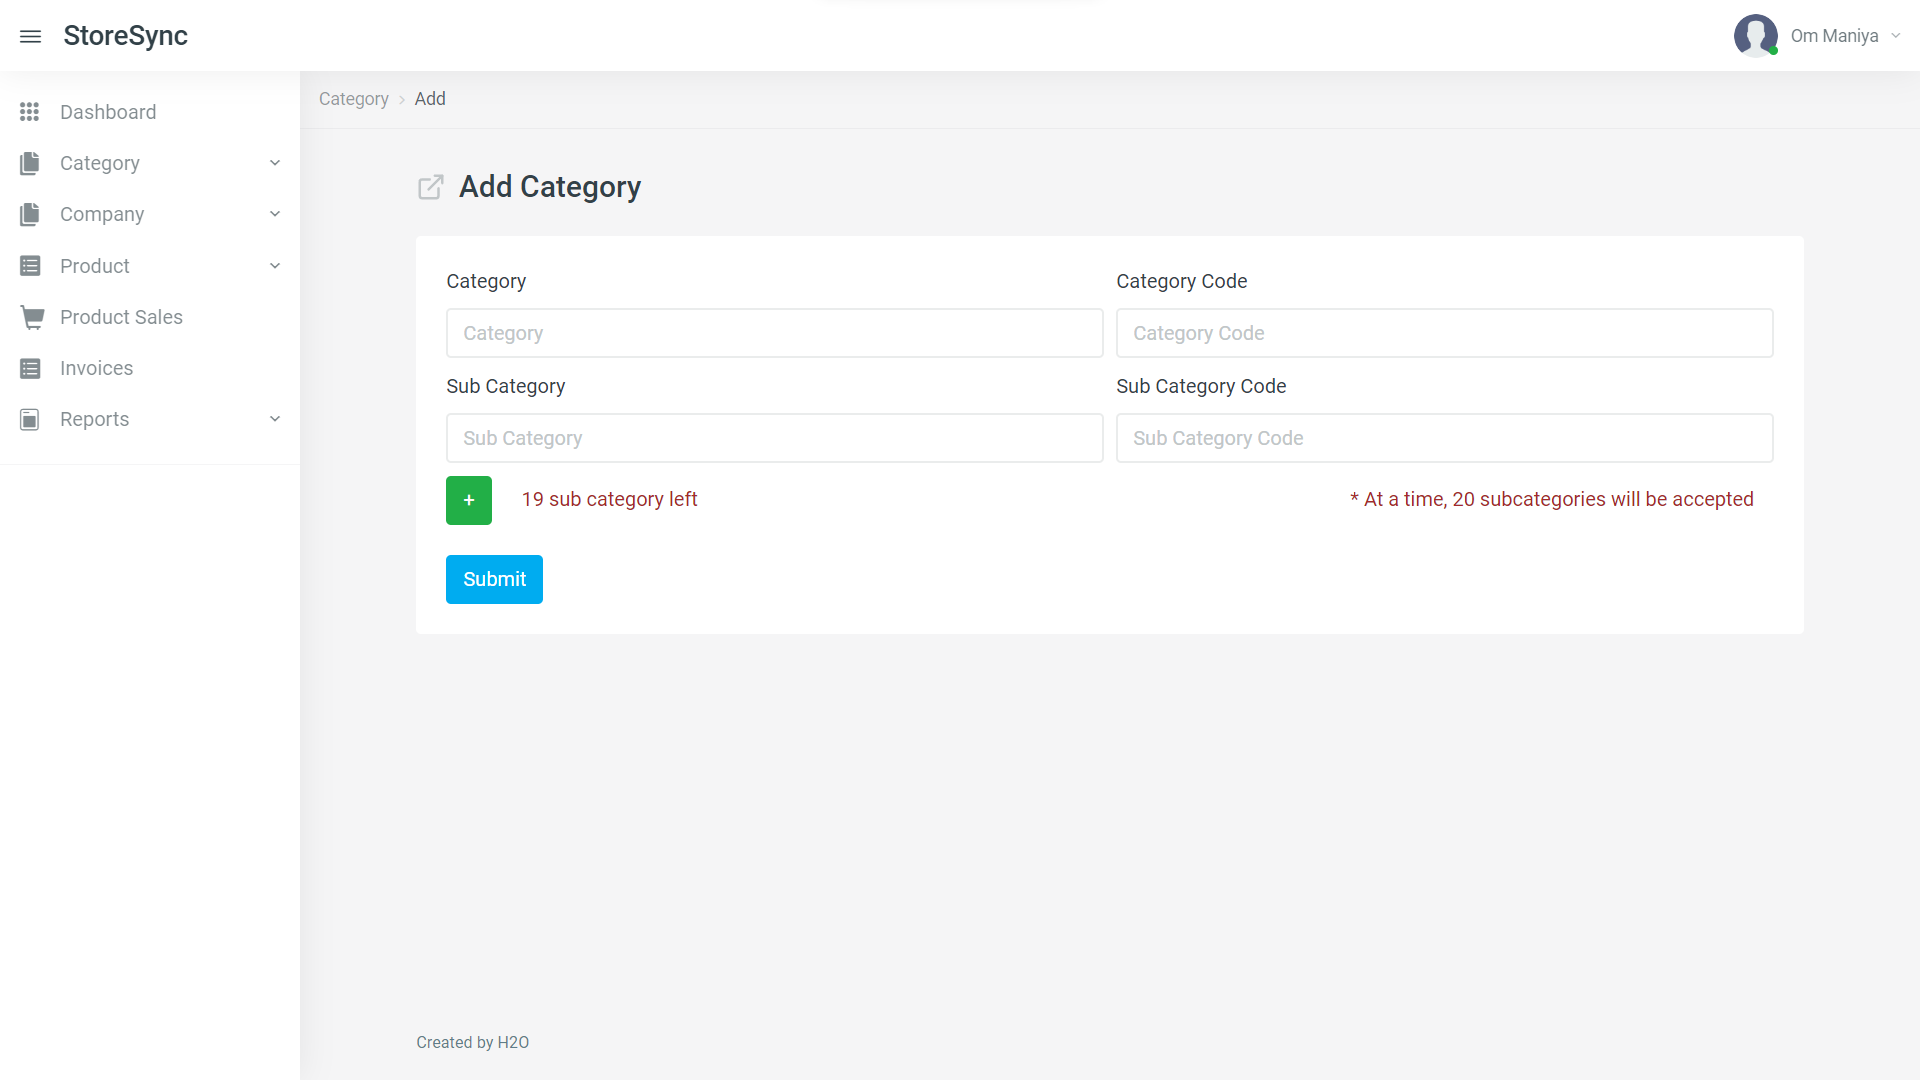 StoreSync
Om Maniya
Dashboard
Category
Company
Product
Product Sales
Invoices
Reports
Category > Add
Add Category
Category
Category Code
Category
Category Code
Sub Category
Sub Category Code
Sub Category
Sub Category Code
+ 19 sub category left
* At a time, 20 subcategories will be accepted
Submit
Created by H2O